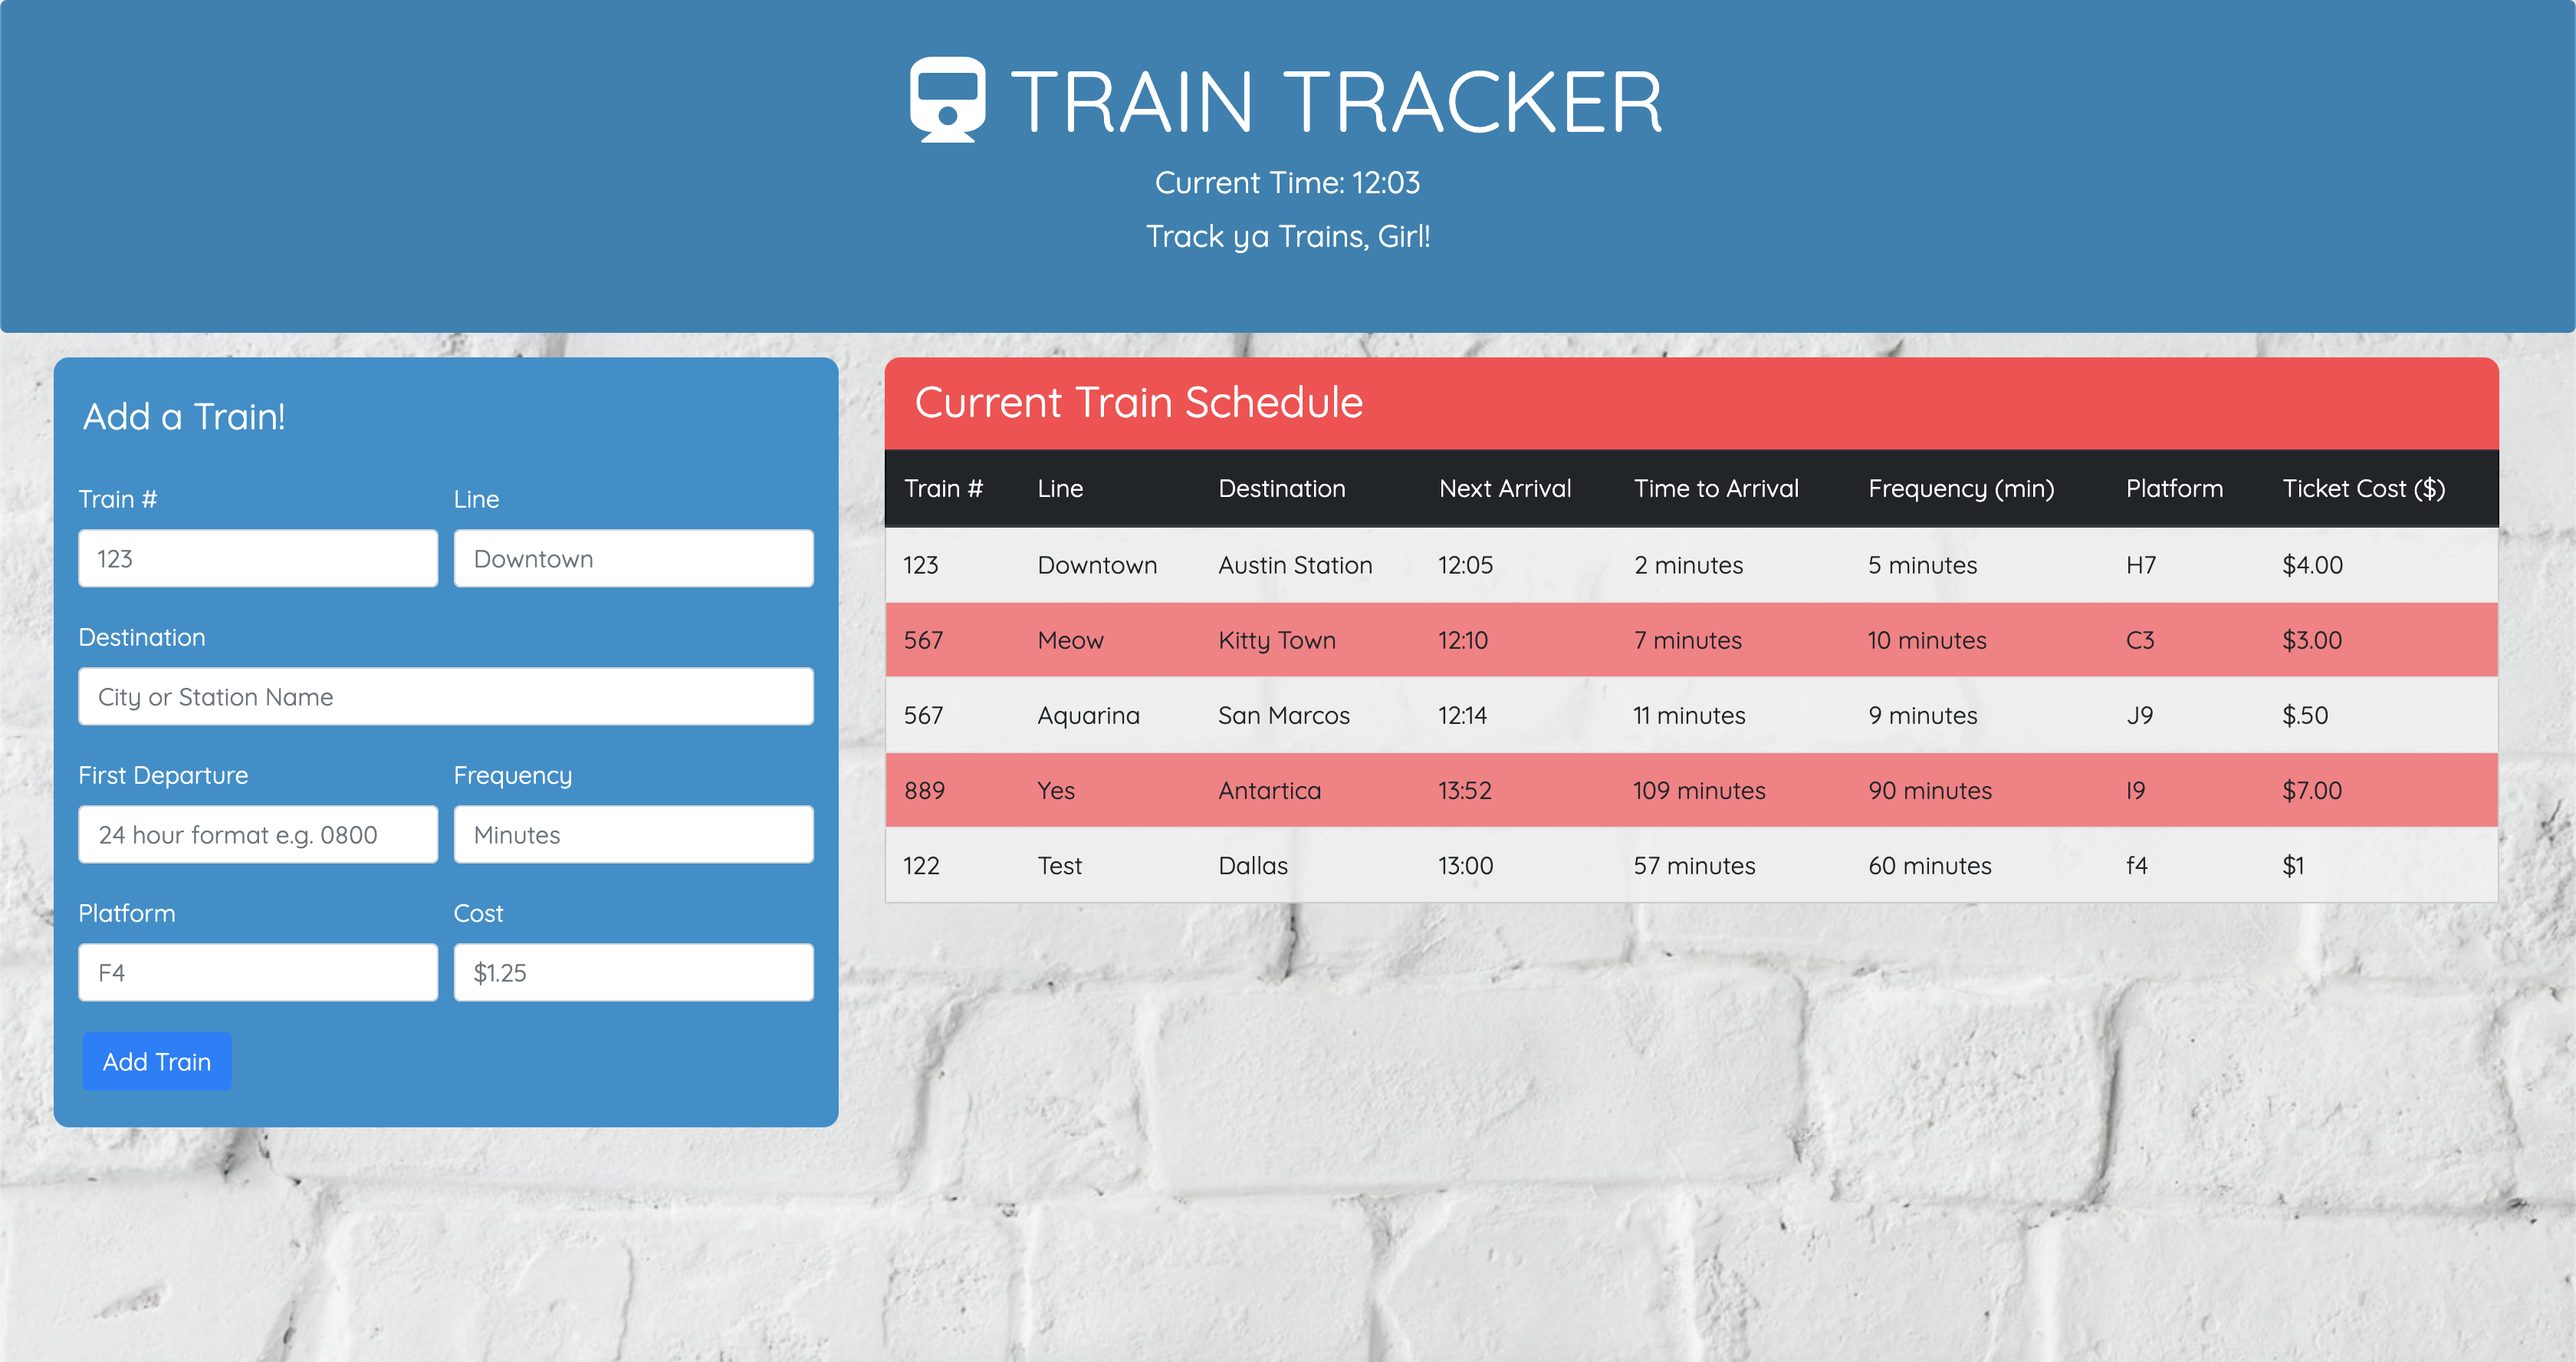 TRAIN TRACKER
Current Time: 12:03
Track ya Trains, Girl!
Add a Train!
Train # Line
123 Downtown
Destination
City or Station Name
First Departure Frequency
24 hour format e.g. 0800 Minutes
Platform Cost
F4 $1.25
Add Train
Current Train Schedule
Train # Line Destination Next Arrival Time to Arrival Frequency (min) Platform Ticket Cost ($)
123 Downtown Austin Station 12:05 2 minutes 5 minutes H7 $4.00
567 Meow Kitty Town 12:10 7 minutes 10 minutes C3 $3.00
567 Aquarina San Marcos 12:14 11 minutes 9 minutes J9 $.50
889 Yes Antartica 13:52 109 minutes 90 minutes I9 $7.00
122 Test Dallas 13:00 57 minutes 60 minutes f4 $1